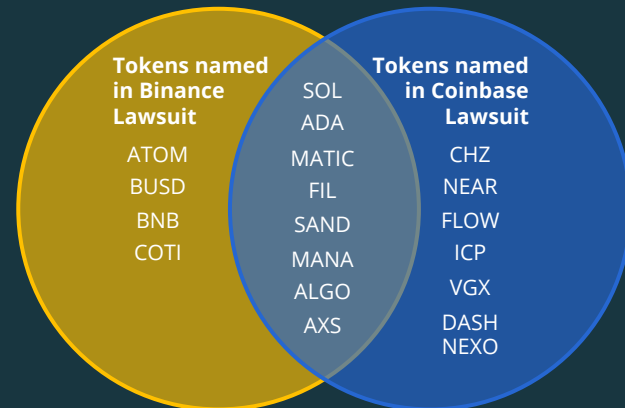 Tokens named
in Binance
Lawsuit
ATOM
BUSD
BNB
COTI
SOL
ADA
MATIC
FIL
SAND
MANA
ALGO
AXS
Tokens named
in Coinbase
Lawsuit
CHZ
NEAR
FLOW
ICP
VGX
DASH
NEXO